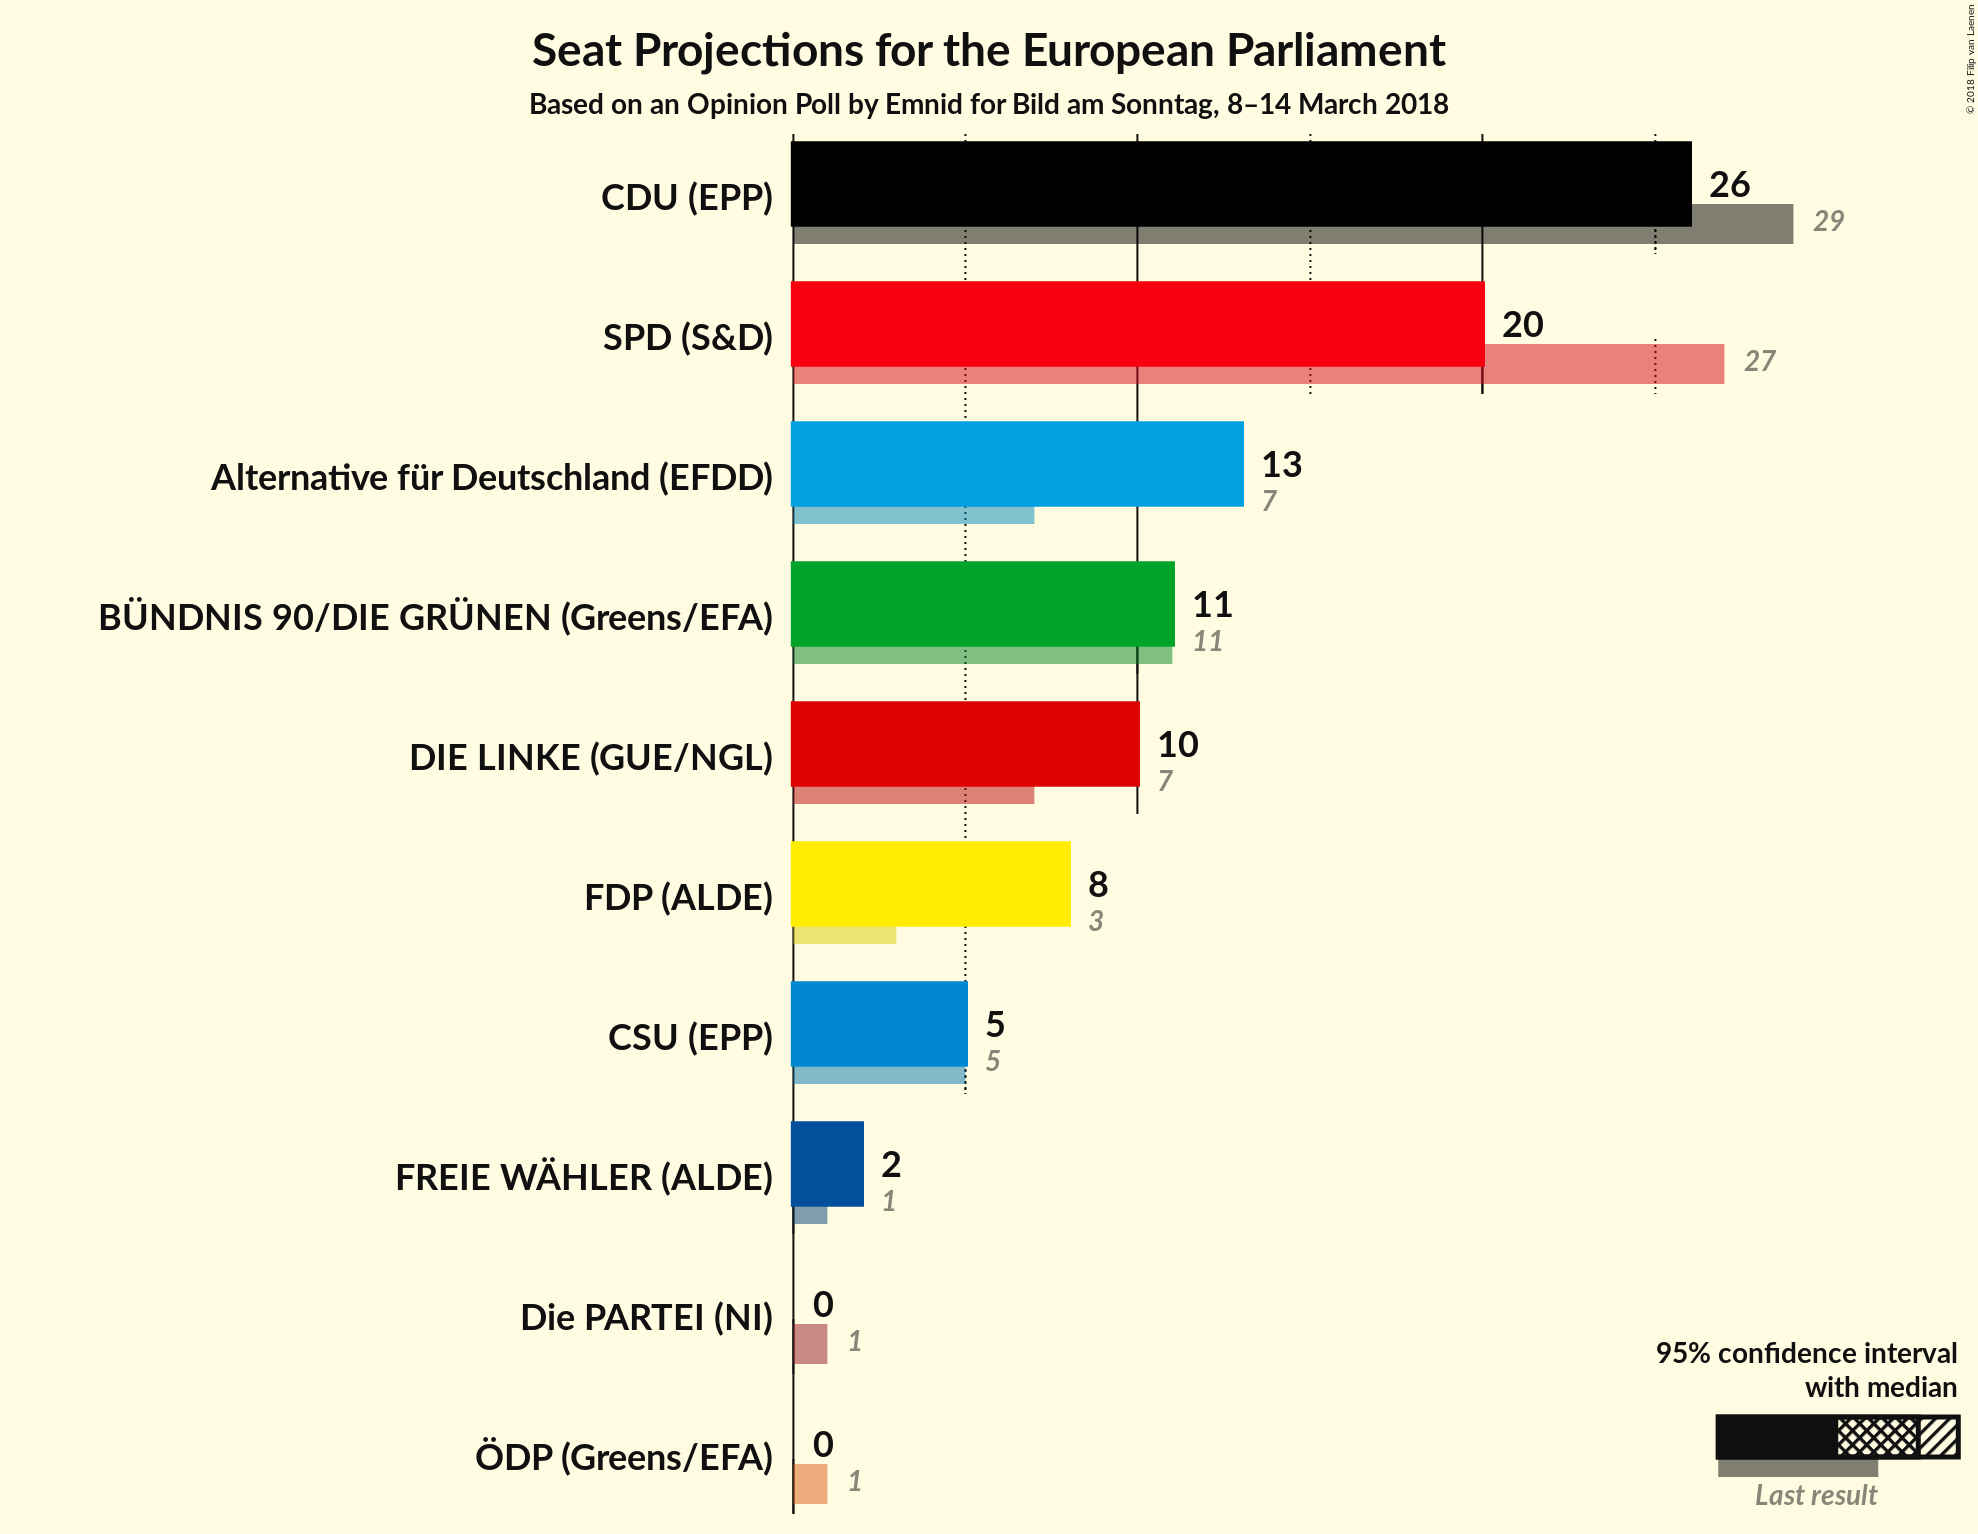 Seat Projections for the European Parliament
Based on an Opinion Poll by Emnid for Bild am Sonntag, 8–14 March 2018
© 2018 Filip van Laenen
CDU (EPP)
26
29
SPD (S&D)
20
27
Alternative für Deutschland (EFDD)
13
7
BÜNDNIS 90/DIE GRÜNEN (Greens/EFA)
11
11
DIE LINKE (GUE/NGL)
10
7
FDP (ALDE)
8
3
CSU (EPP)
5
5
FREIE WÄHLER (ALDE)
2
1
Die PARTEI (NI)
0
1
ÖDP (Greens/EFA)
0
1
95% confidence interval
with median
Last result